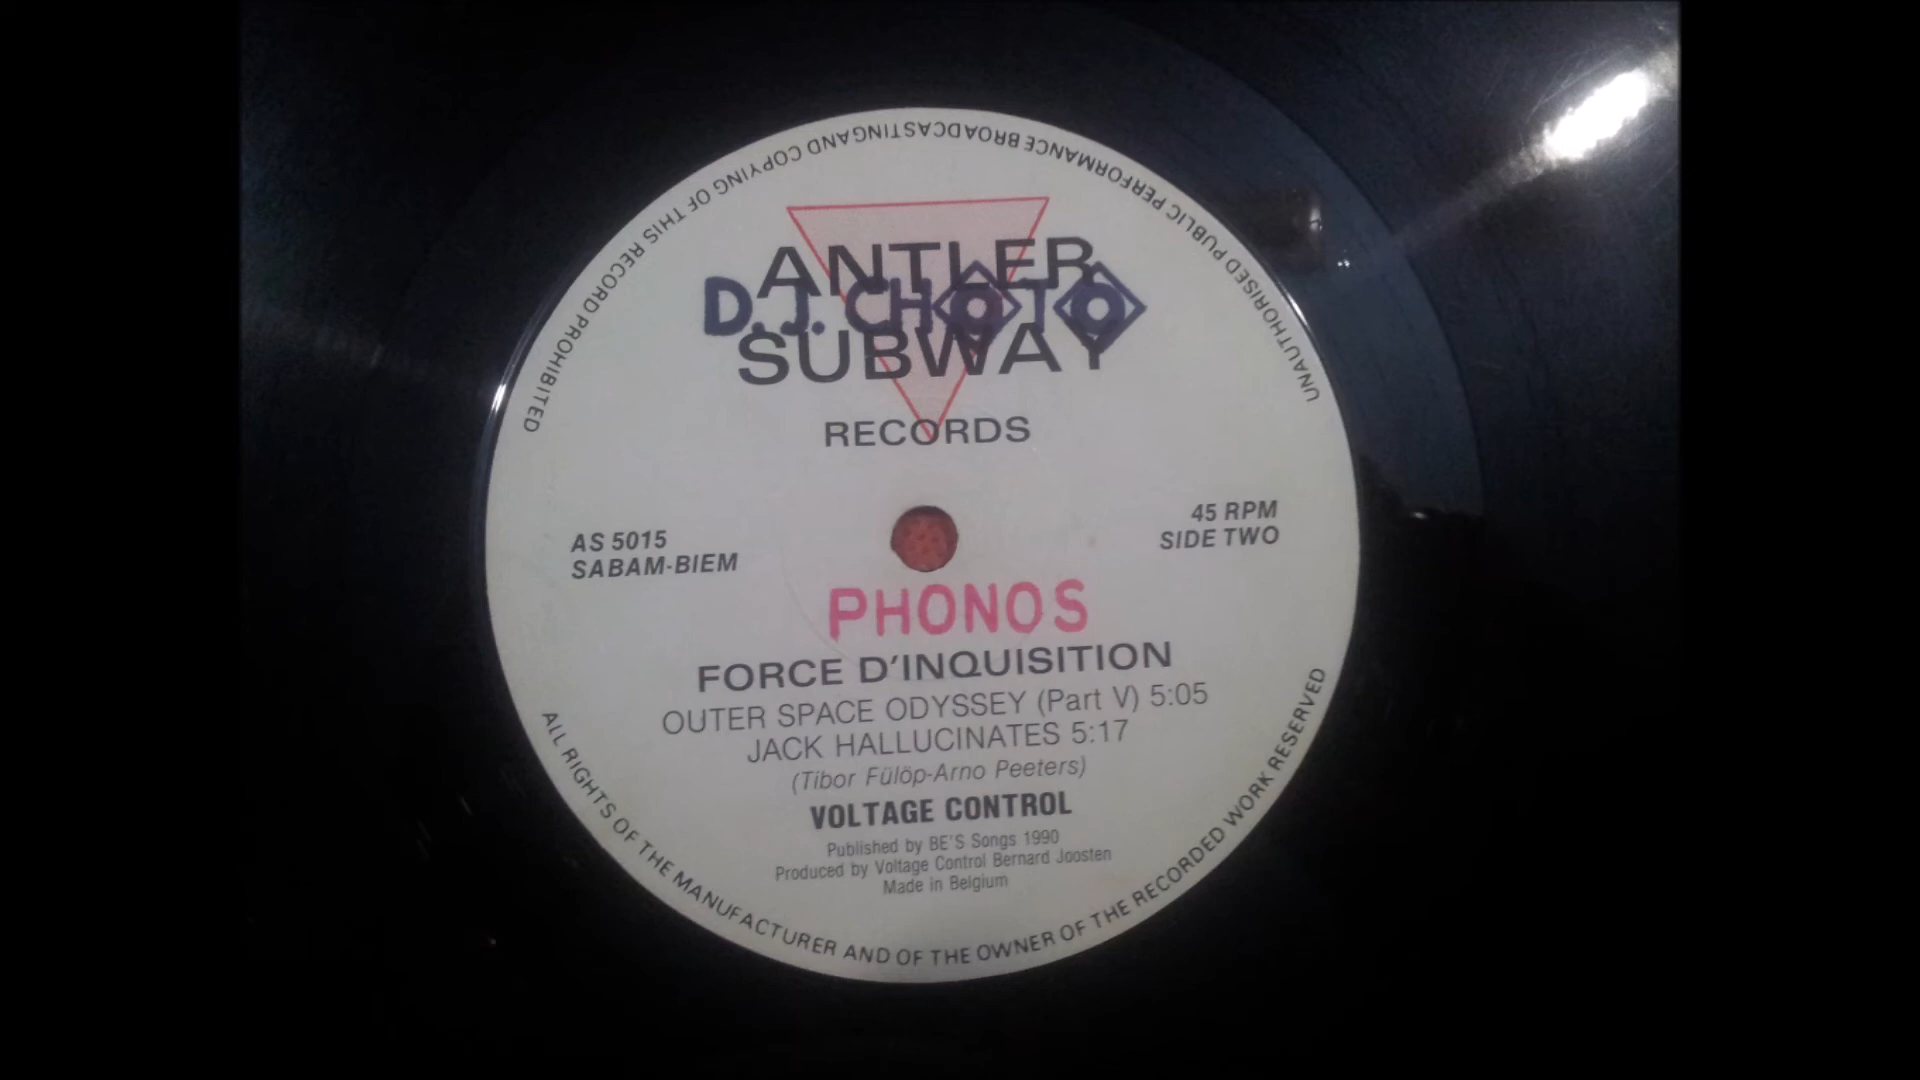 UNAUTHORISED PUBLIC PERFORMANCE BROADCASTING AND COPYING OF THIS RECORD PROHIBITED
ANTLER
D.J. CHOTO
SUBWAY
RECORDS
AS 5015
SABAM-BIEM
45 RPM
SIDE TWO
PHONOS
FORCE D'INQUISITION
OUTER SPACE ODYSSEY (Part V) 5:05
JACK HALLUCINATES 5:17
(Tibor Fülöp-Arno Peeters)
VOLTAGE CONTROL
Published by BE'S Songs 1990
Produced by Voltage Control Bernard Joosten
Made in Belgium
ALL RIGHTS OF THE MANUFACTURER AND OF THE OWNER OF THE RECORDED WORK RESERVED